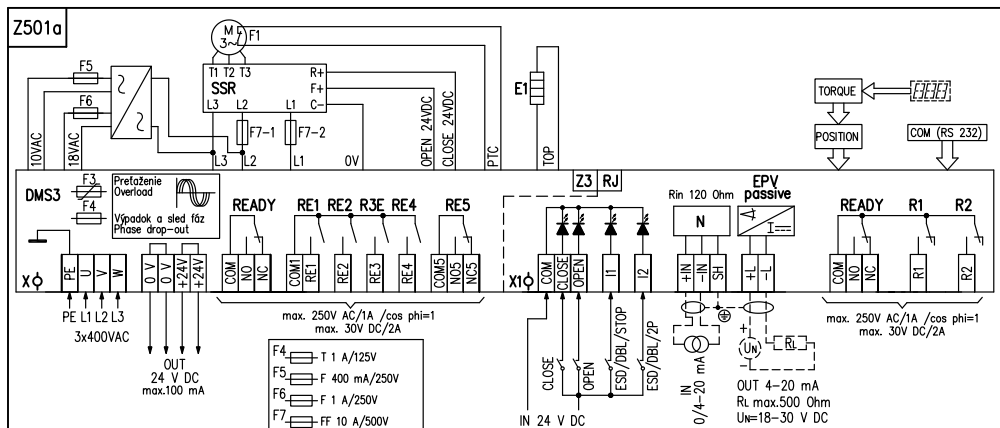 Z501a
M
3~
F1
F5
F6
T1 T2 T3
SSR
L3 L2 L1
R+
F+
C−
F7-1
F7-2
E1
TORQUE
POSITION
COM (RS 232)
10VAC
18VAC
L3
L2
L1
0V
OPEN 24VDC
CLOSE 24VDC
PTC
TOP
DMS3
F3
F4
Preťaženie
Overload
Výpadok a sled fáz
Phase drop-out
READY
RE1 RE2 R3E RE4
RE5
Z3 RJ
Rin 120 Ohm
N
EPV
passive
READY
R1
R2
X
PE
U
V
W
0 V
0 V
+24V
+24V
COM
NO
NC
COM1
RE1
RE2
RE3
RE4
COM5
NO5
NC5
X1
COM
CLOSE
OPEN
I1
I2
+IN
-IN
SH
+L
-L
COM
NO
NC
R1
R2
PE L1 L2 L3
3x400VAC
OUT
24 V DC
max.100 mA
max. 250V AC/1A /cos phi=1
max. 30V DC/2A
F4 T 1 A/125V
F5 F 400 mA/250V
F6 F 1 A/250V
F7 FF 10 A/500V
CLOSE
OPEN
ESD/DBL/STOP
ESD/DBL/2P
IN 24 V DC
IN
0/4-20 mA
+
UN
-
RL
OUT 4-20 mA
RL max.500 Ohm
UN=18-30 V DC
max. 250V AC/1A /cos phi=1
max. 30V DC/2A